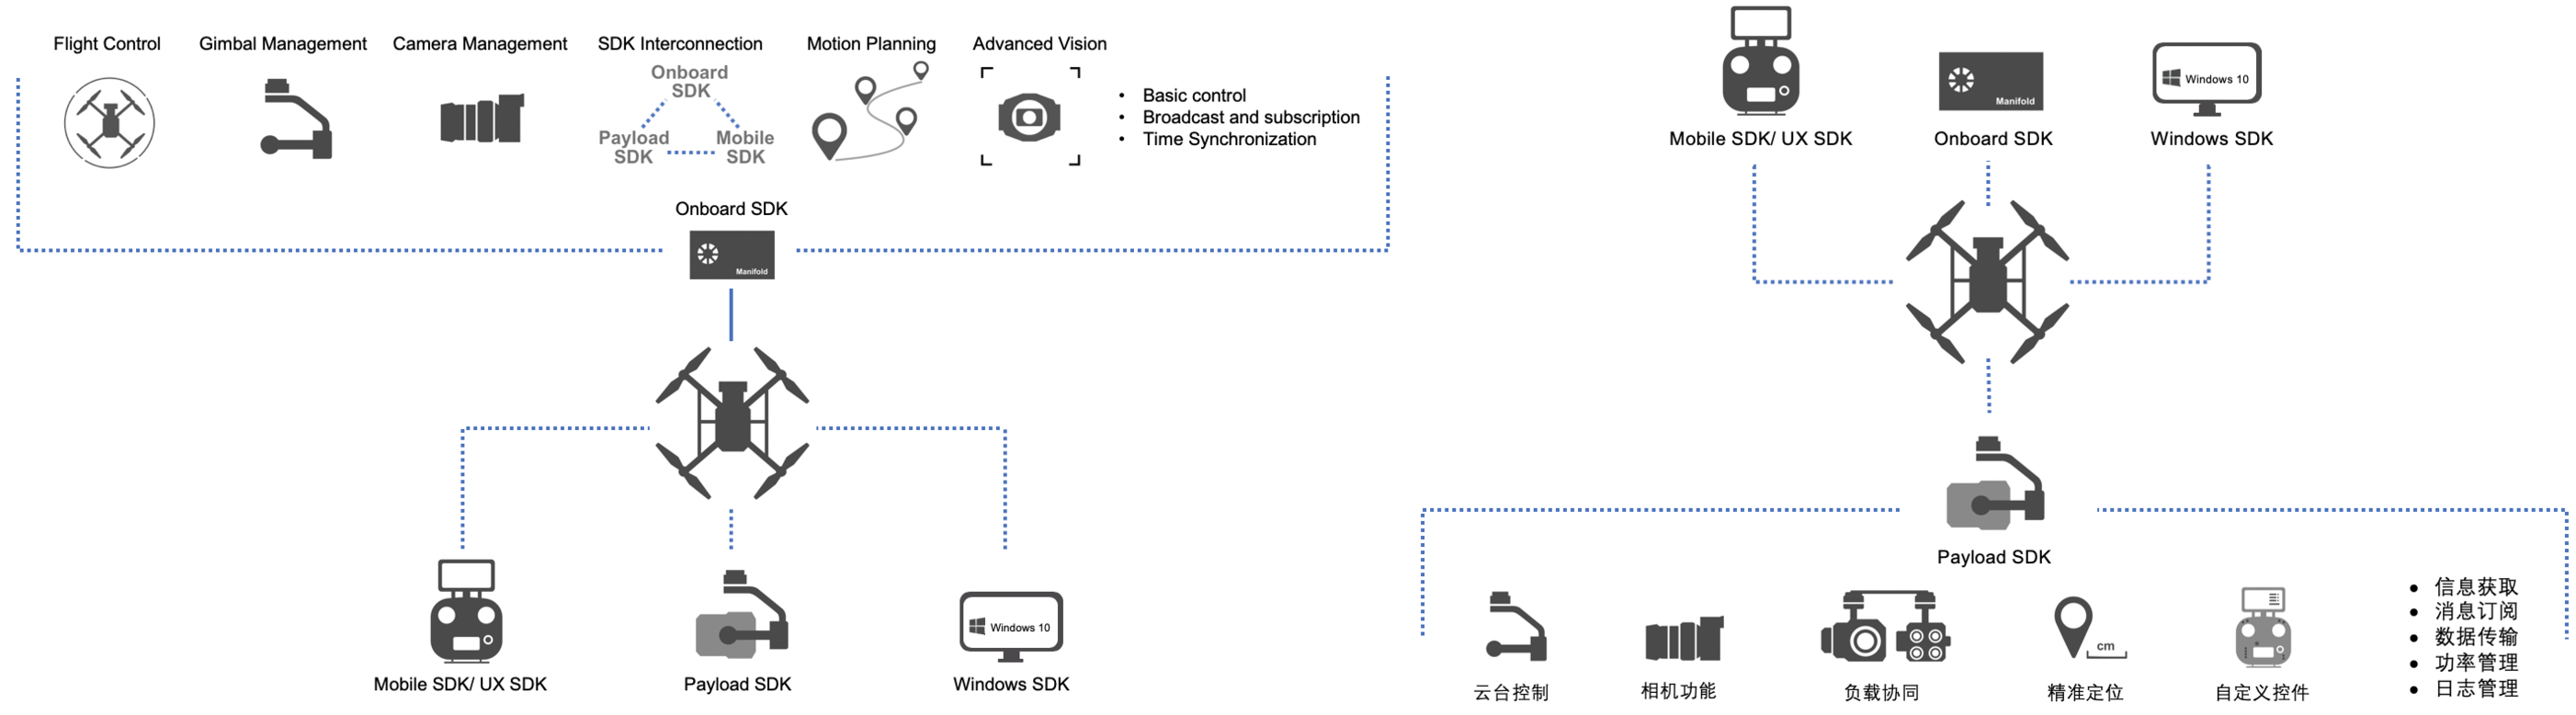 Flight Control
Gimbal Management
Camera Management
SDK Interconnection
Motion Planning
Advanced Vision
Onboard
SDK
Payload
SDK
Mobile
SDK
• Basic control
• Broadcast and subscription
• Time Synchronization
Onboard SDK
Manifold
Mobile SDK/ UX SDK
Payload SDK
Windows 10
Windows SDK
Mobile SDK/ UX SDK
Manifold
Onboard SDK
Windows 10
Windows SDK
Payload SDK
云台控制
相机功能
负载协同
cm
精准定位
自定义控件
• 信息获取
• 消息订阅
• 数据传输
• 功率管理
• 日志管理